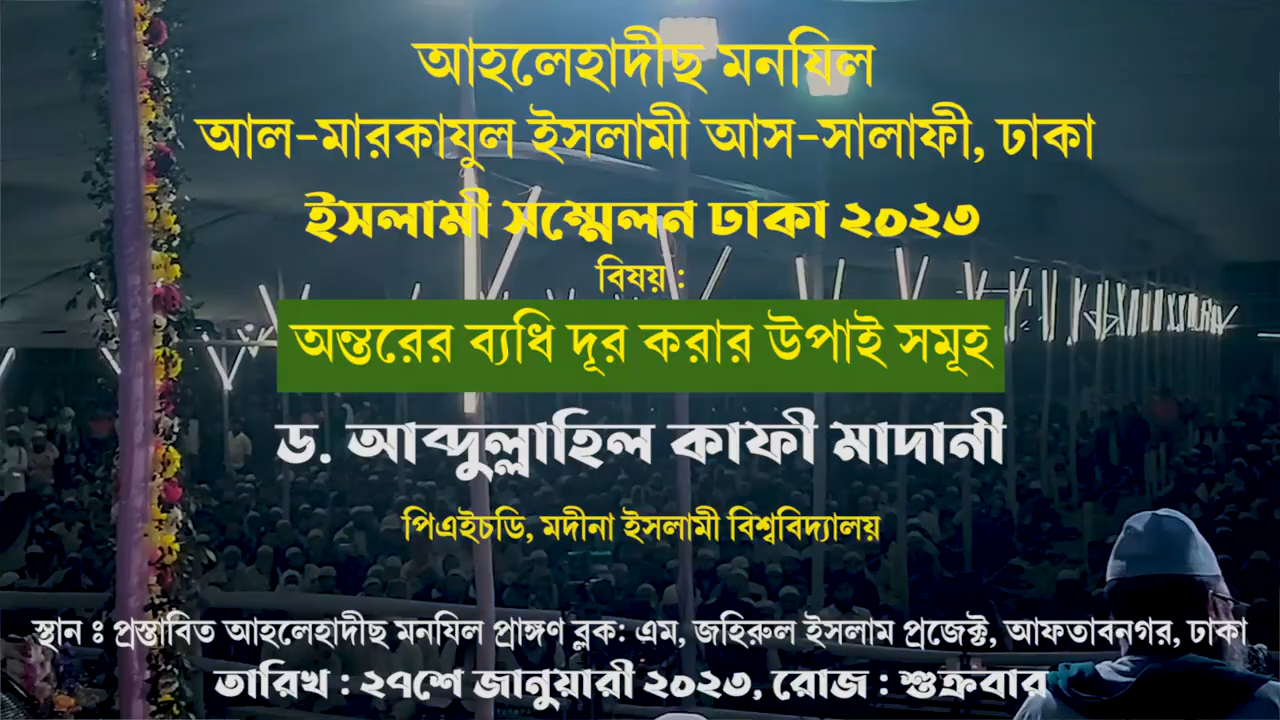 আহলেহাদীছ মনযিল
আল-মারকাযুল ইসলামী আস-সালাফী, ঢাকা
ইসলামী সম্মেলন ঢাকা ২০২৩
বিষয় :
অন্তরের ব্যধি দূর করার উপাই সমূহ
ড. আব্দুল্লাহিল কাফী মাদানী
পিএইচডি, মদীনা ইসলামী বিশ্ববিদ্যালয়
স্থান ঃ প্রস্তাবিত আহলেহাদীছ মনযিল প্রাঙ্গণ ব্লক: এম, জহিরুল ইসলাম প্রজেক্ট, আফতাবনগর, ঢাকা
তারিখ : ২৭শে জানুয়ারী ২০২৩, রোজ : শুক্রবার